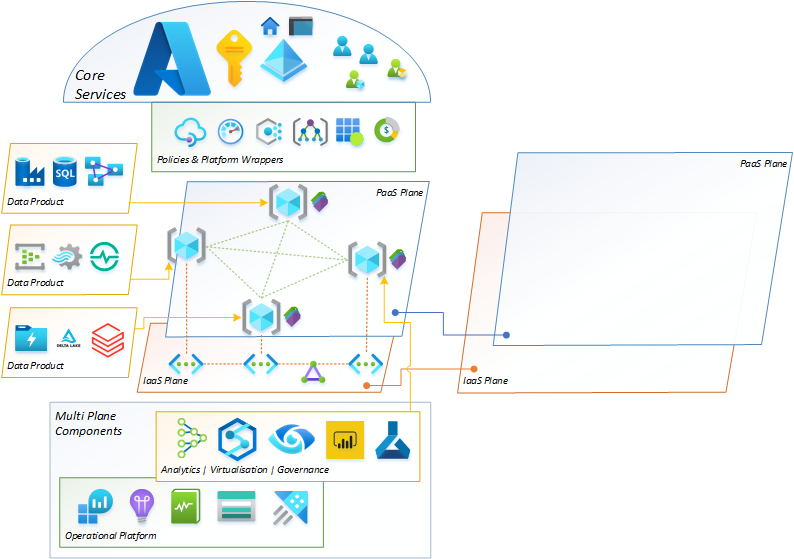 Core
Services
Policies & Platform Wrappers
SQL
Data Product
PaaS Plane
PaaS Plane
Data Product
DELTA LAKE
Data Product
IaaS Plane
IaaS Plane
Multi Plane
Components
Analytics | Virtualisation | Governance
Operational Platform
$